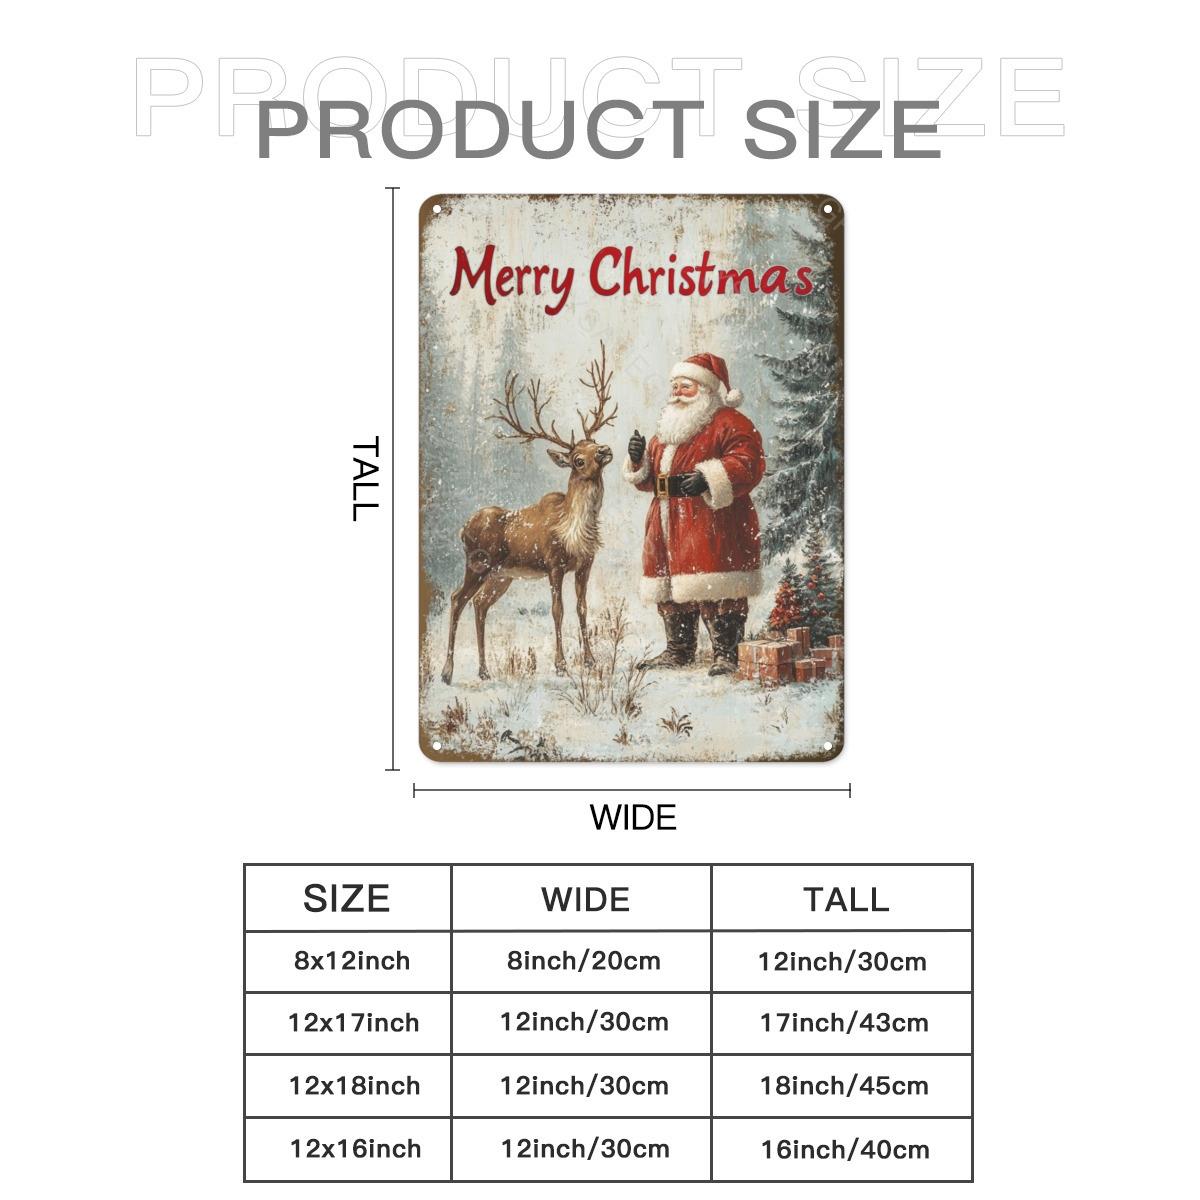 PRODUCT SIZE
PRODUCT SIZE
Merry Christmas
TALL
WIDE
SIZE WIDE TALL
8x12inch 8inch/20cm 12inch/30cm
12x17inch 12inch/30cm 17inch/43cm
12x18inch 12inch/30cm 18inch/45cm
12x16inch 12inch/30cm 16inch/40cm